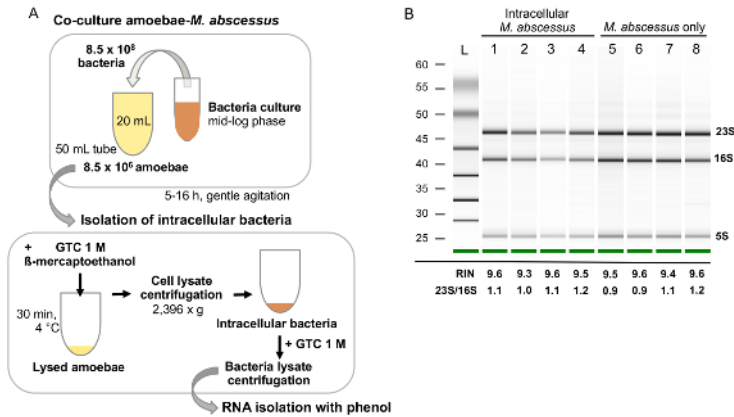 A
Co-culture amoebae-M. abscessus
8.5 x 10⁸
bacteria
20 mL
Bacteria culture
mid-log phase
50 mL tube
8.5 x 10⁶ amoebae
5-16 h, gentle agitation
Isolation of intracellular bacteria
+ GTC 1 M
ß-mercaptoethanol
30 min,
4 °C
Lysed amoebae
Cell lysate
centrifugation
2,396 x g
Intracellular bacteria
+ GTC 1 M
Bacteria lysate
centrifugation
RNA isolation with phenol
B
Intracellular
M. abscessus
M. abscessus only
L 1 2 3 4 5 6 7 8
60
55
50
45
40
35
30
25
23S
16S
5S
RIN 9.6 9.3 9.6 9.5 9.5 9.6 9.4 9.6
23S/16S 1.1 1.0 1.1 1.2 0.9 0.9 1.1 1.2